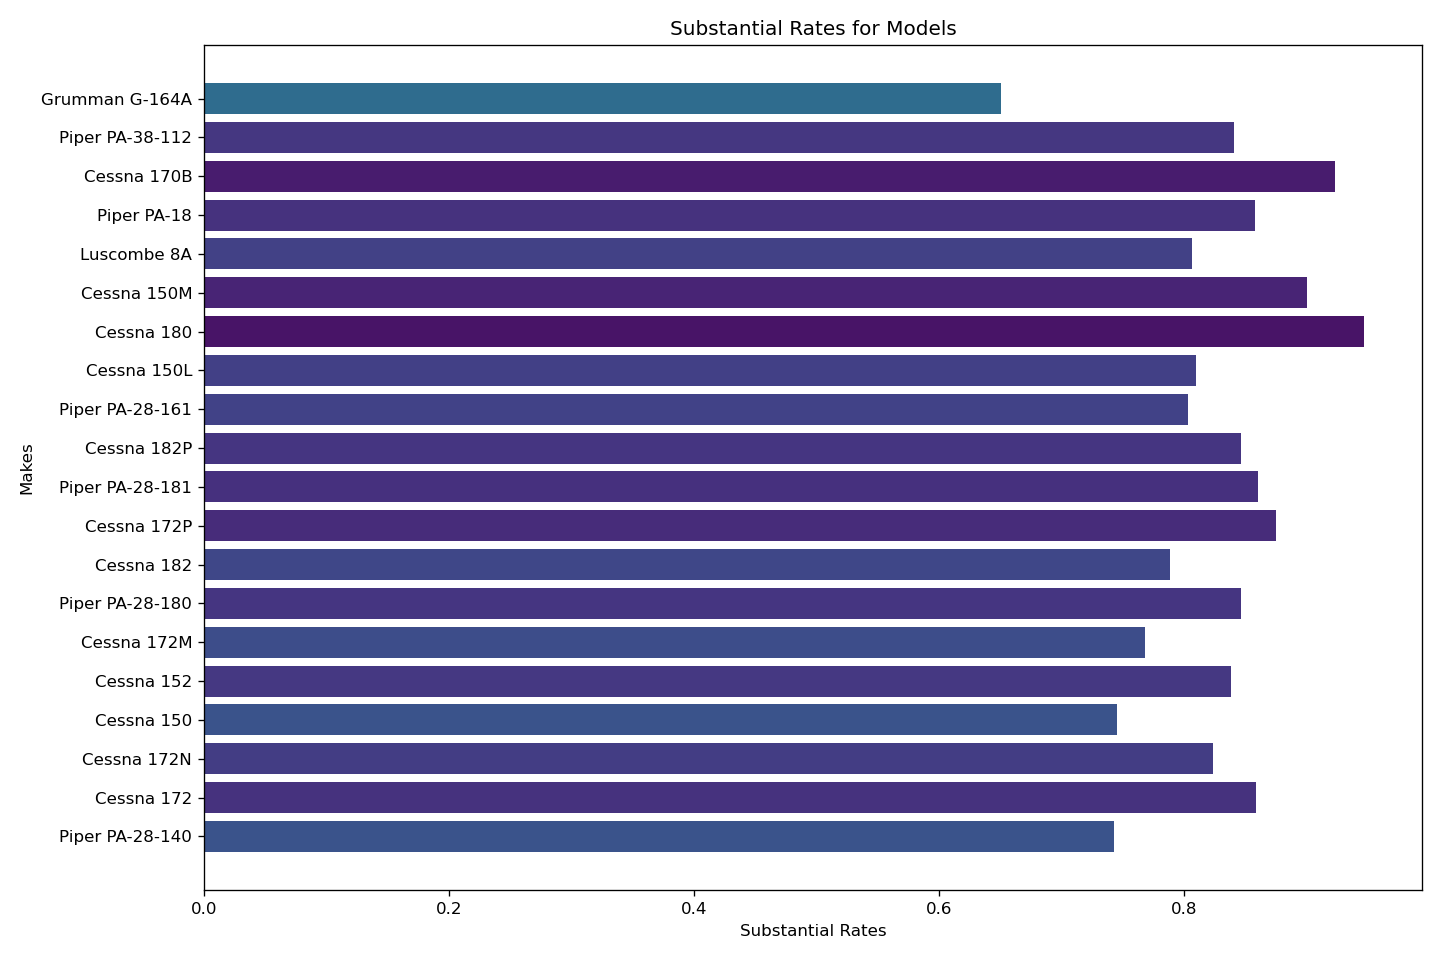 Substantial Rates for Models
Grumman G-164A
Piper PA-38-112
Cessna 170B
Piper PA-18
Luscombe 8A
Cessna 150M
Cessna 180
Cessna 150L
Piper PA-28-161
Cessna 182P
Piper PA-28-181
Cessna 172P
Cessna 182
Piper PA-28-180
Cessna 172M
Cessna 152
Cessna 150
Cessna 172N
Cessna 172
Piper PA-28-140
Makes
0.0 0.2 0.4 0.6 0.8
Substantial Rates